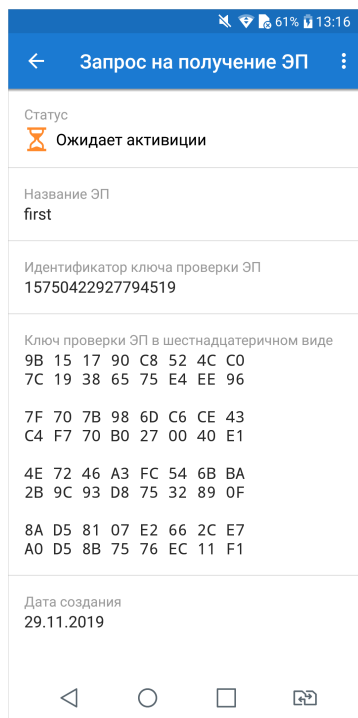 61% 13:16
Запрос на получение ЭП
Статус
Ожидает активиции
Название ЭП
first
Идентификатор ключа проверки ЭП
15750422927794519
Ключ проверки ЭП в шестнадцатеричном виде
9B 15 17 90 C8 52 4C C0
7C 19 38 65 75 E4 EE 96
7F 70 7B 98 6D C6 CE 43
C4 F7 70 B0 27 00 40 E1
4E 72 46 A3 FC 54 6B BA
2B 9C 93 D8 75 32 89 0F
8A D5 81 07 E2 66 2C E7
A0 D5 8B 75 76 EC 11 F1
Дата создания
29.11.2019